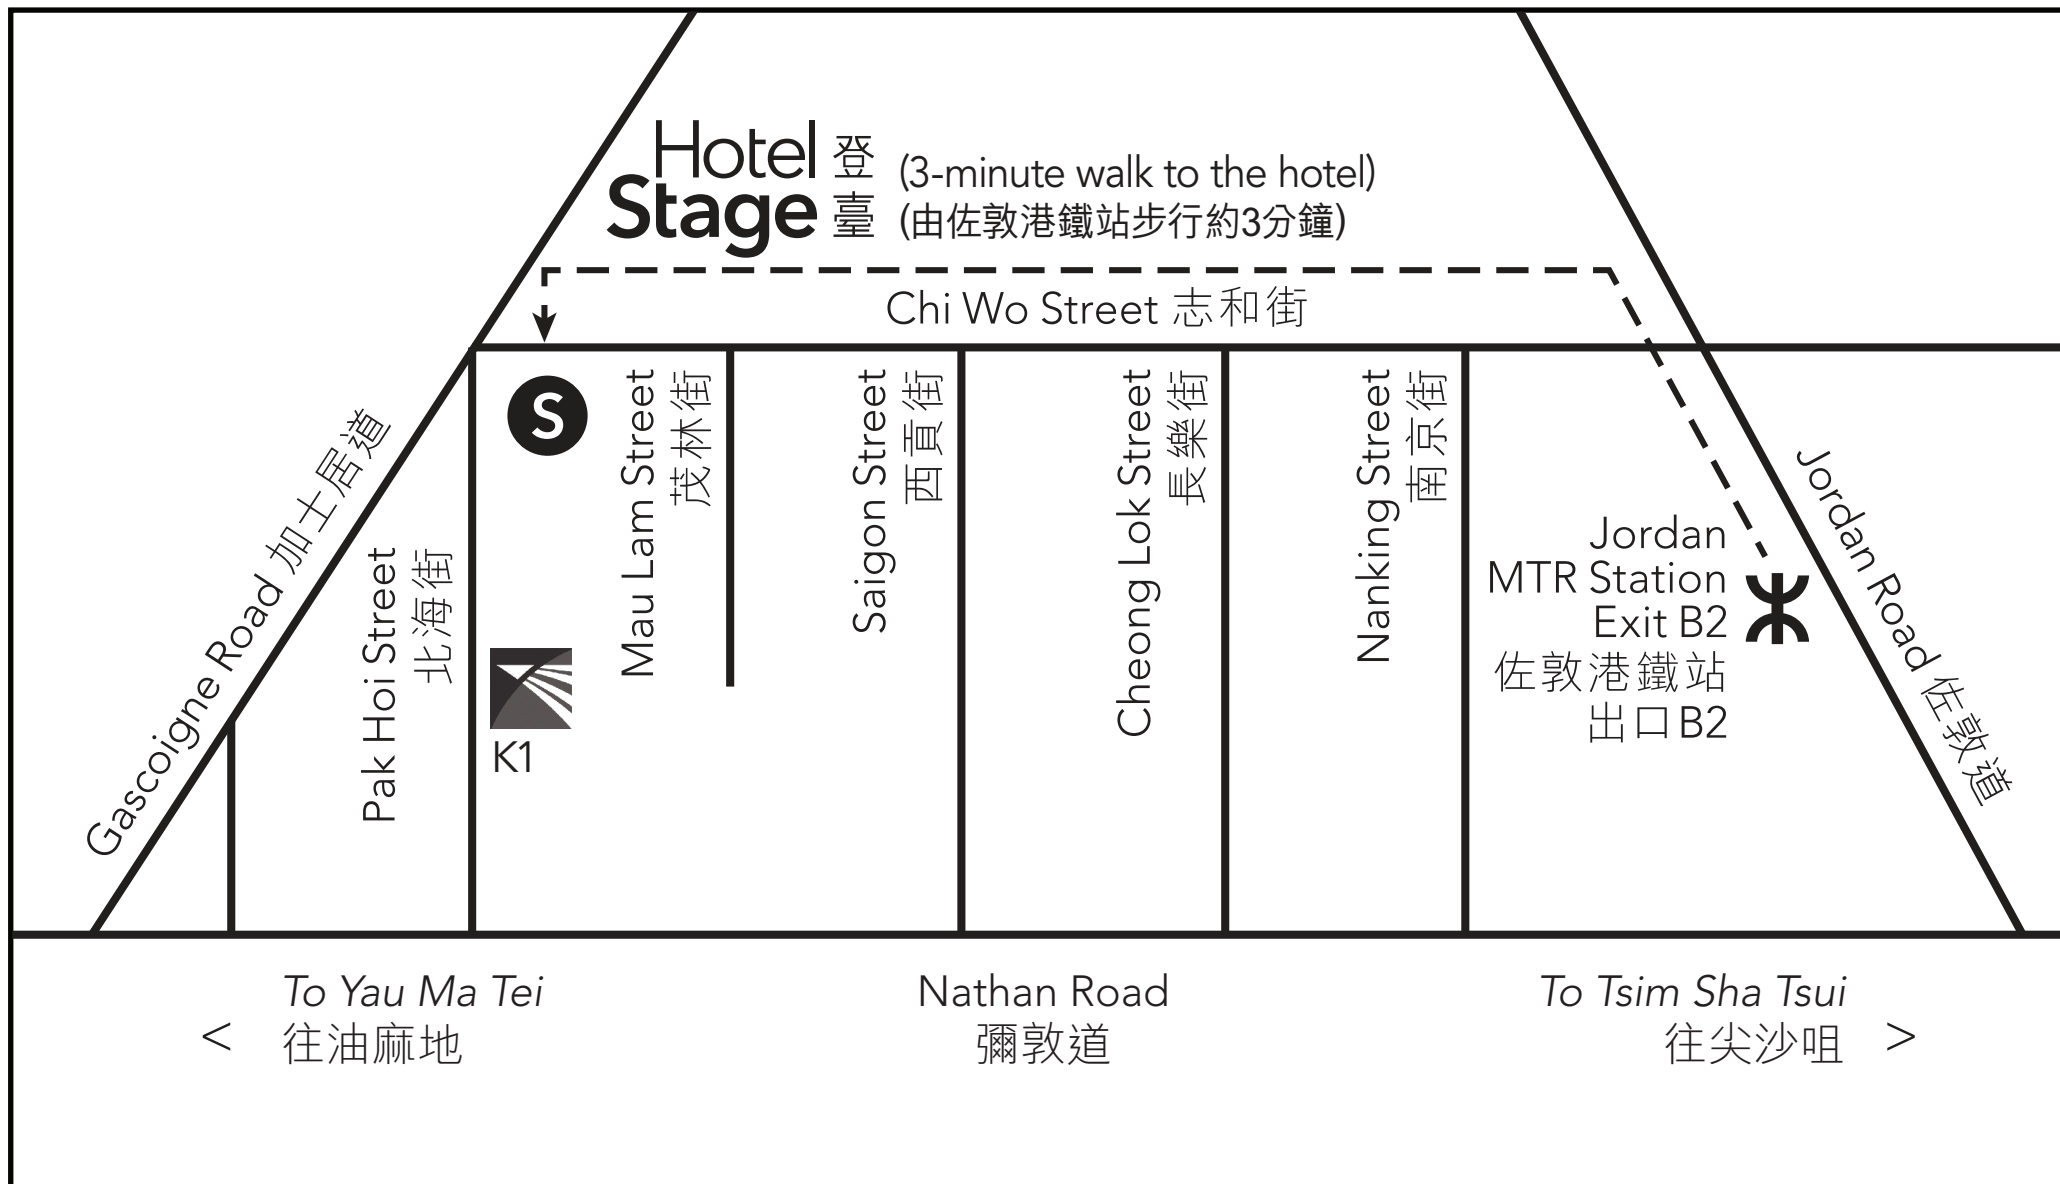 Hotel
Stage
登
臺
(3-minute walk to the hotel)
(由佐敦港鐵站步行約3分鐘)
Chi Wo Street 志和街
S
Gascoigne Road 加士居道
Pak Hoi Street
北海街
K1
Mau Lam Street
茂林街
Saigon Street
西貢街
Cheong Lok Street
長樂街
Nanking Street
南京街
Jordan
MTR Station
Exit B2
佐敦港鐵站
出口B2
Jordan Road 佐敦道
To Yau Ma Tei
< 往油麻地
Nathan Road
彌敦道
To Tsim Sha Tsui
往尖沙咀 >